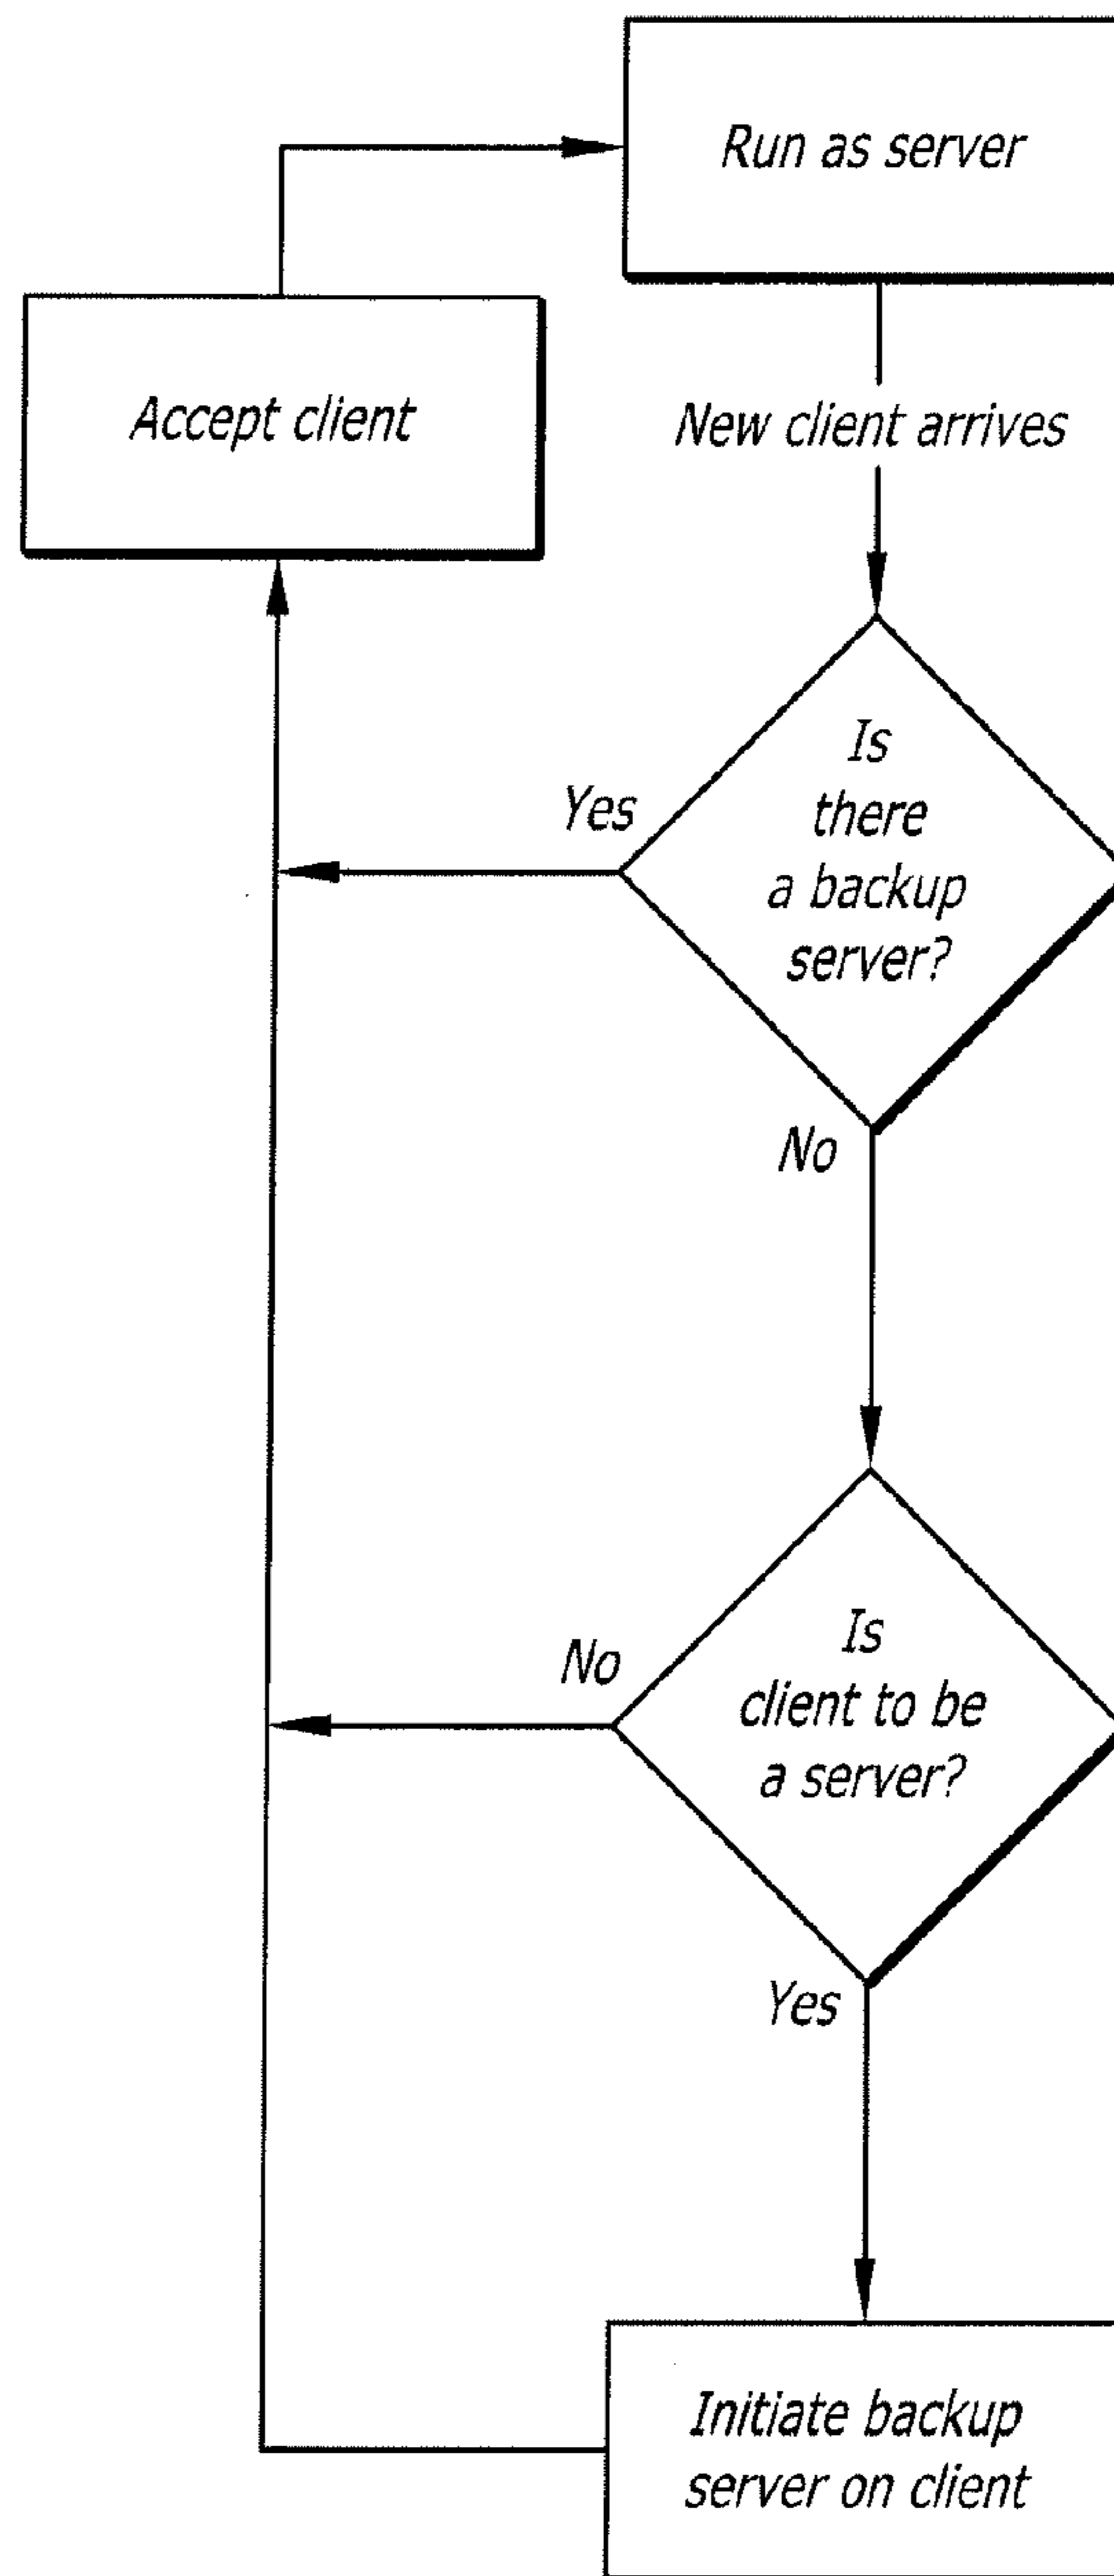 Run as server
Accept client
New client arrives
Is
there
a backup
server?
Yes
No
Is
client to be
a server?
No
Yes
Initiate backup
server on client